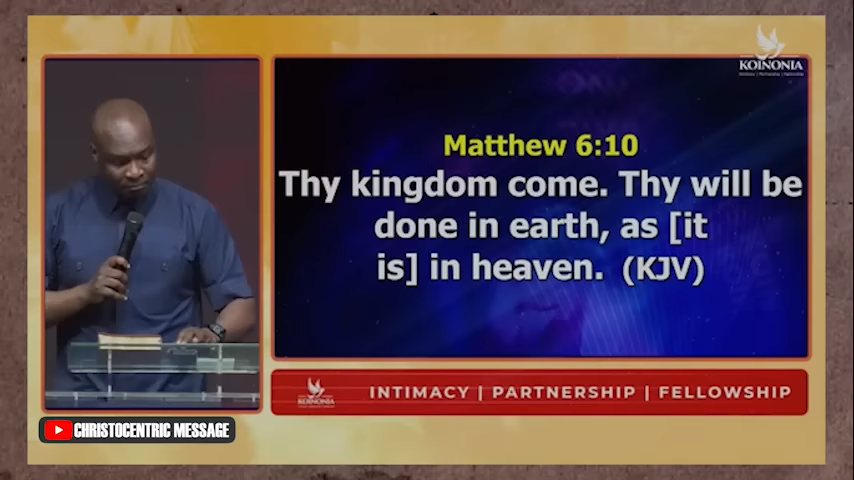 KOINONIA
Matthew 6:10
Thy kingdom come. Thy will be
done in earth, as [it
is] in heaven. (KJV)
KOINONIA
INTIMACY | PARTNERSHIP | FELLOWSHIP
CHRISTOCENTRIC MESSAGE